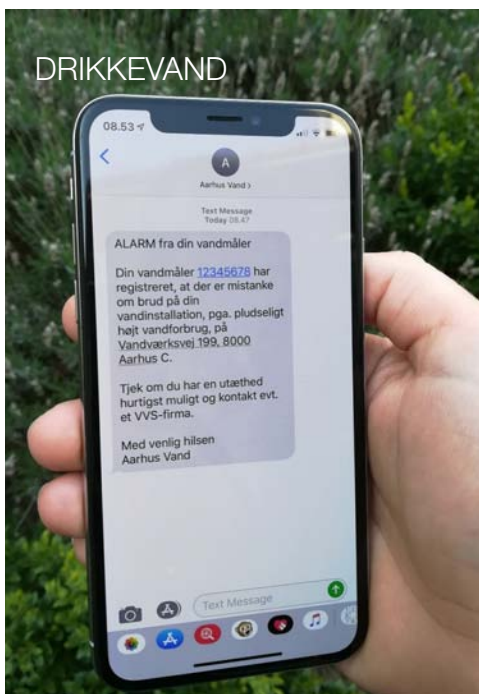 DRIKKEVAND
08.53
A
Aarhus Vand >
Text Message
Today 08.47
ALARM fra din vandmåler
Din vandmåler 12345678 har
registreret, at der er mistanke
om brud på din
vandinstallation, pga. pludseligt
højt vandforbrug, på
Vandværksvej 199, 8000
Aarhus C.
Tjek om du har en utæthed
hurtigst muligt og kontakt evt.
et VVS-firma.
Med venlig hilsen
Aarhus Vand
Text Message